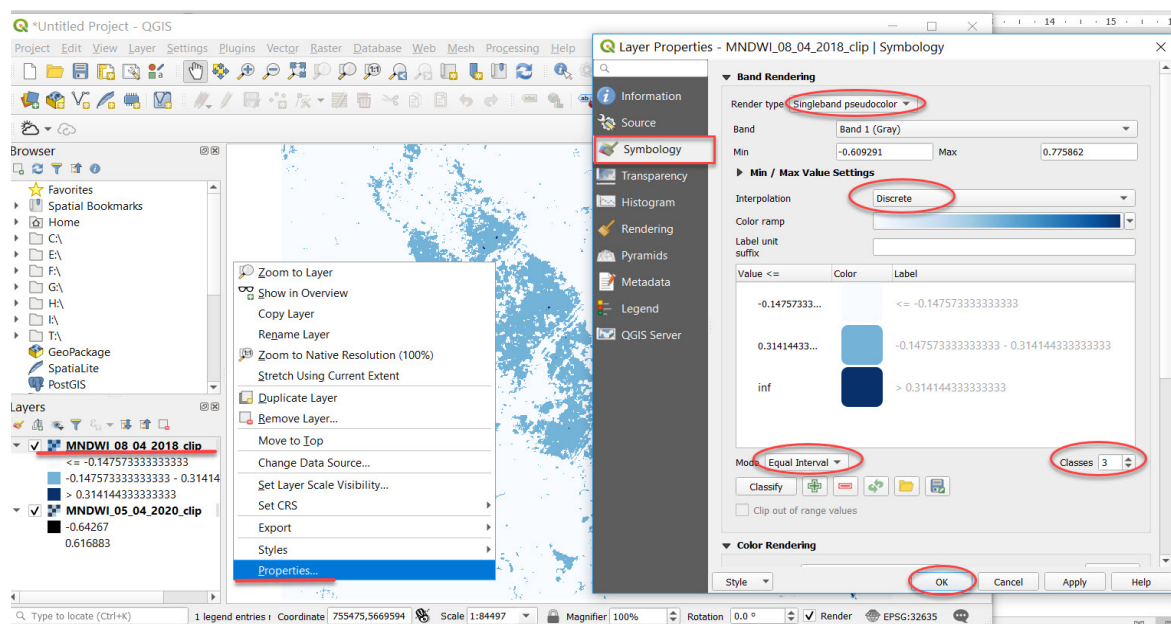 *Untitled Project - QGIS
14 15
Project Edit View Layer Settings Plugins Vector Raster Database Web Mesh Processing Help
Browser
Favorites
Spatial Bookmarks
Home
C:\
E:\
F:\
G:\
H:\
I:\
T:\
GeoPackage
SpatiaLite
PostGIS
Layers
MNDWI_08_04_2018_clip
<= -0.147573333333333
-0.147573333333333 - 0.31414
> 0.314144333333333
MNDWI_05_04_2020_clip
-0.64267
0.616883
Zoom to Layer
Show in Overview
Copy Layer
Rename Layer
Zoom to Native Resolution (100%)
Stretch Using Current Extent
Duplicate Layer
Remove Layer...
Move to Top
Change Data Source...
Set Layer Scale Visibility...
Set CRS
Export
Styles
Properties...
Layer Properties - MNDWI_08_04_2018_clip | Symbology
Information
Source
Symbology
Transparency
Histogram
Rendering
Pyramids
Metadata
Legend
QGIS Server
Band Rendering
Render type Singleband pseudocolor
Band Band 1 (Gray)
Min -0.609291 Max 0.775862
Min / Max Value Settings
Interpolation Discrete
Color ramp
Label unit
suffix
Value <= Color Label
-0.14757333... <= -0.147573333333333
0.31414433... -0.147573333333333 - 0.314144333333333
inf > 0.314144333333333
Mode Equal Interval Classes 3
Classify
Clip out of range values
Color Rendering
Style OK Cancel Apply Help
Type to locate (Ctrl+K) 1 legend entries r Coordinate 755475,5669594 Scale 1:84497 Magnifier 100% Rotation 0.0 ° Render EPSG:32635